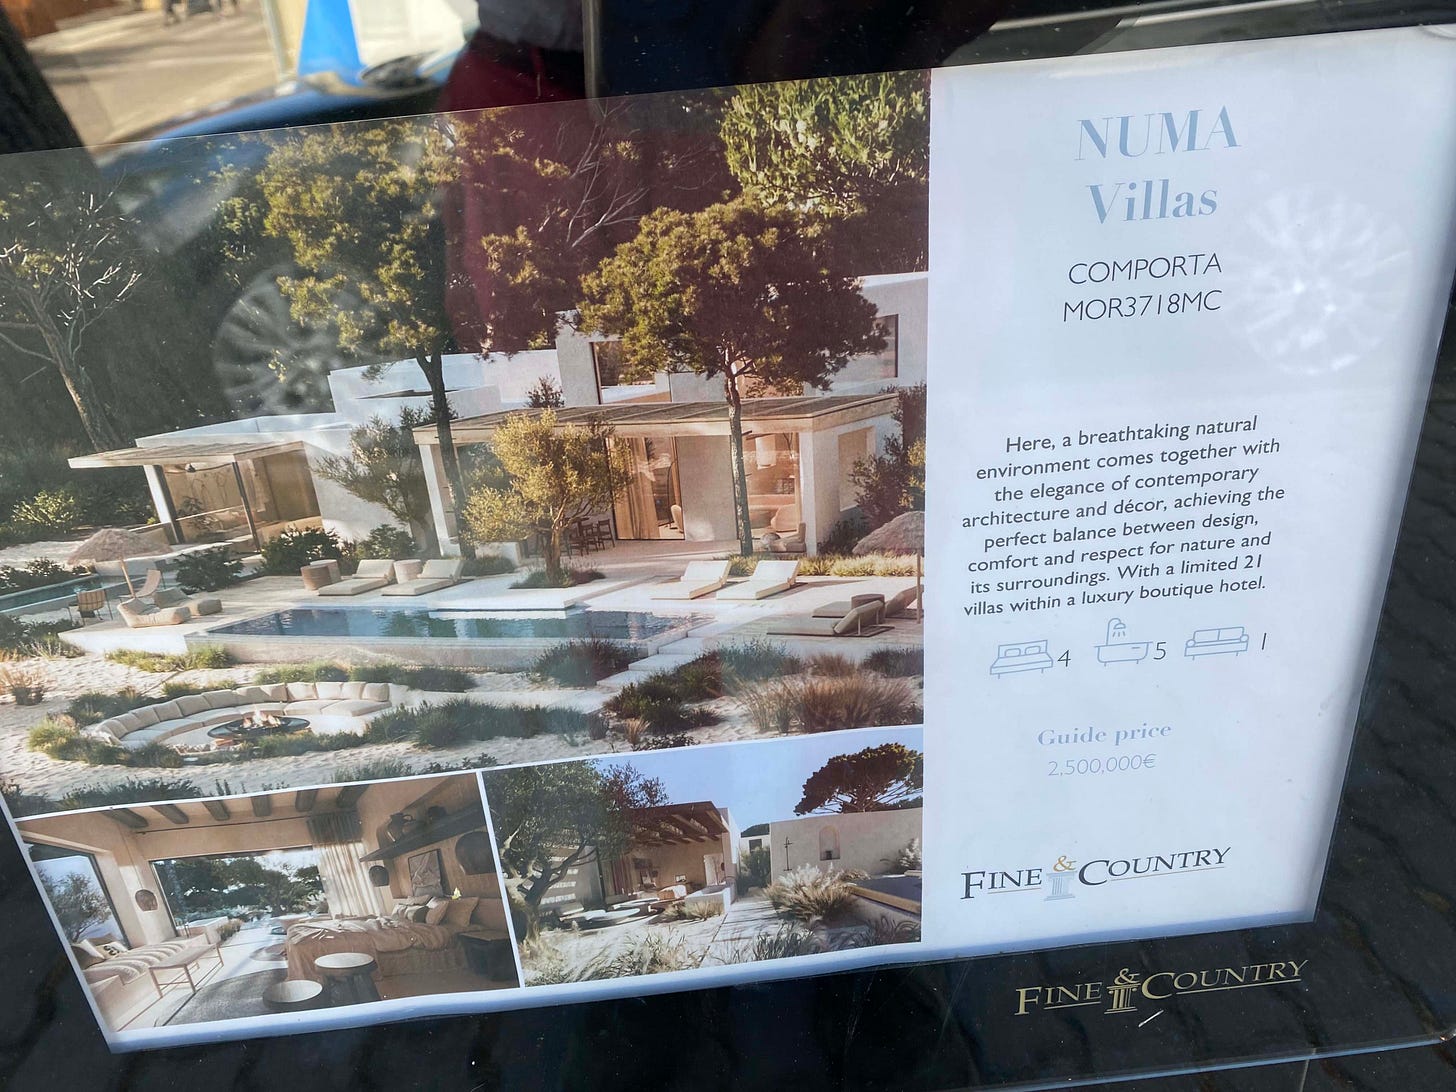 NUMA
Villas
COMPORTA
MOR3718MC
Here, a breathtaking natural
environment comes together with
the elegance of contemporary
architecture and décor, achieving the
perfect balance between design,
comfort and respect for nature and
its surroundings. With a limited 21
villas within a luxury boutique hotel.
4 5 1
Guide price
2,500,000€
FINE & COUNTRY
FINE & COUNTRY